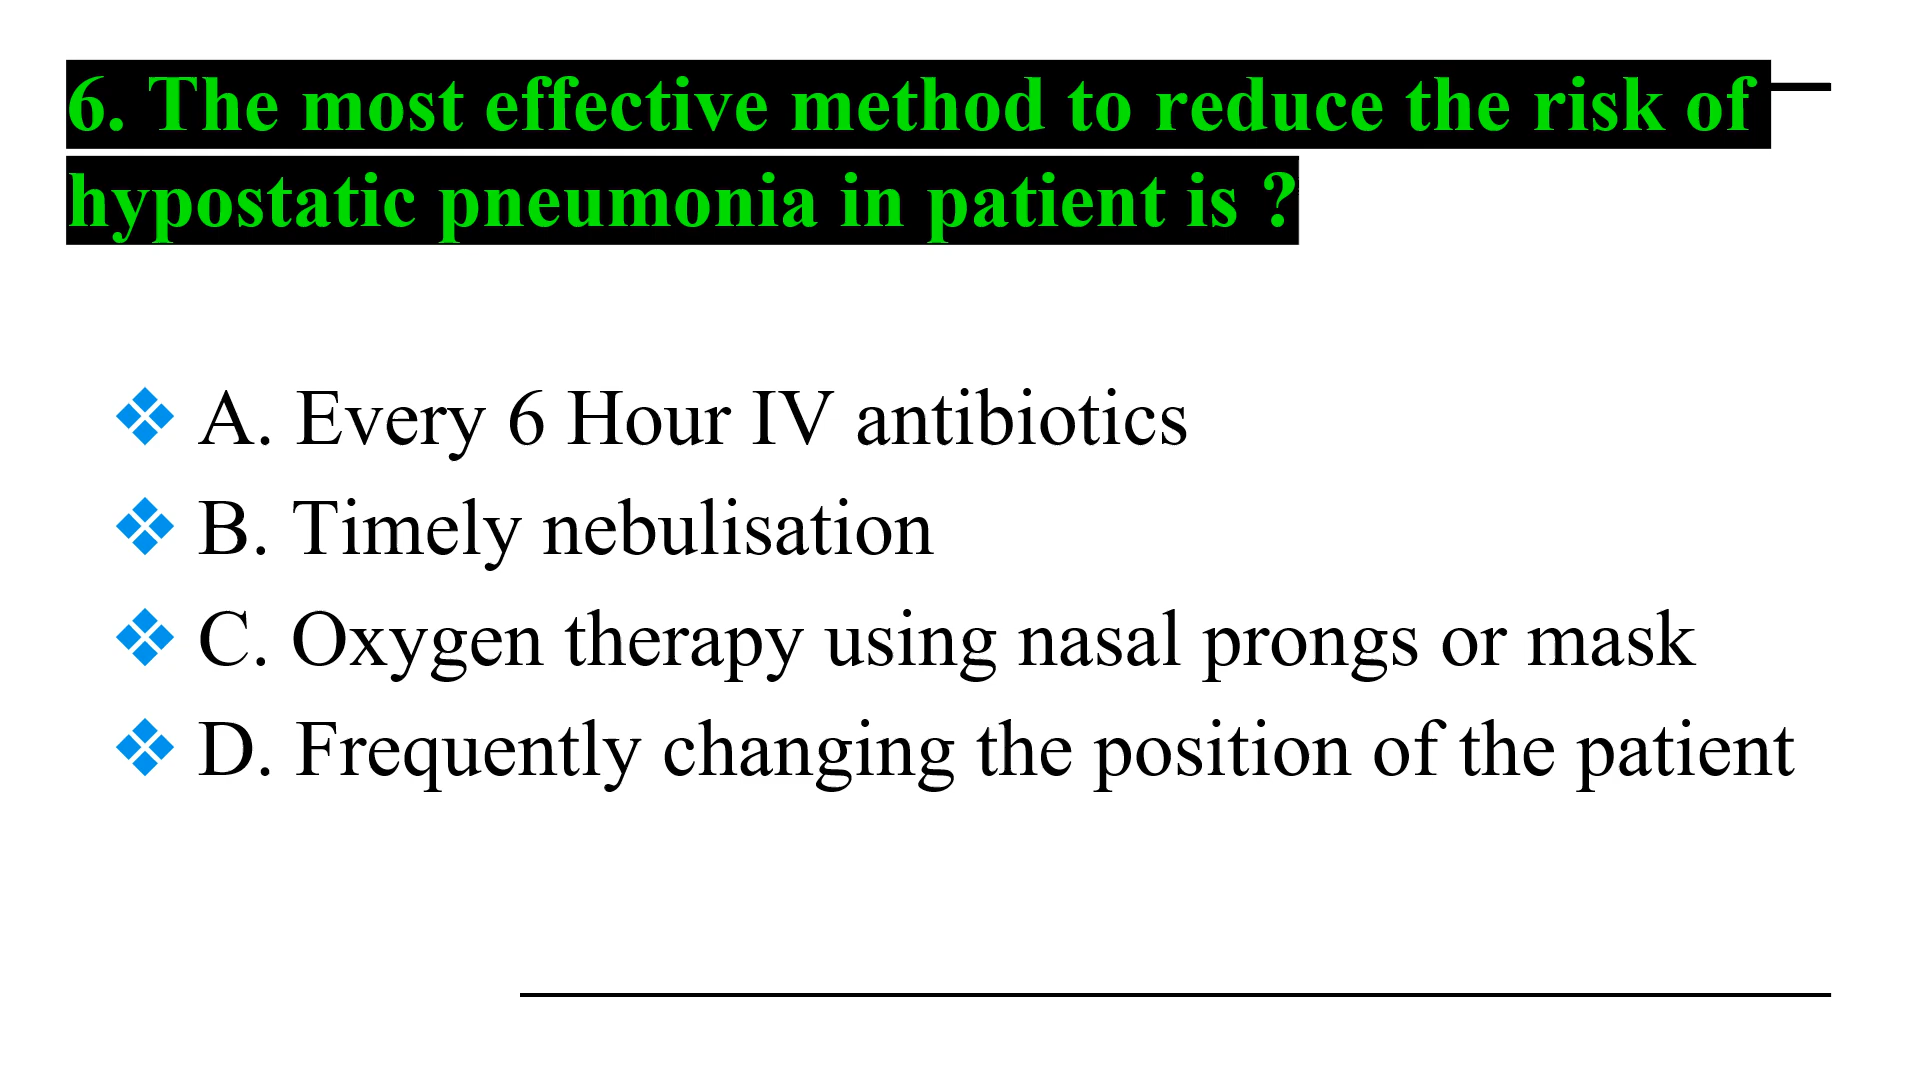 6. The most effective method to reduce the risk of
hypostatic pneumonia in patient is ?
❖ A. Every 6 Hour IV antibiotics
❖ B. Timely nebulisation
❖ C. Oxygen therapy using nasal prongs or mask
❖ D. Frequently changing the position of the patient